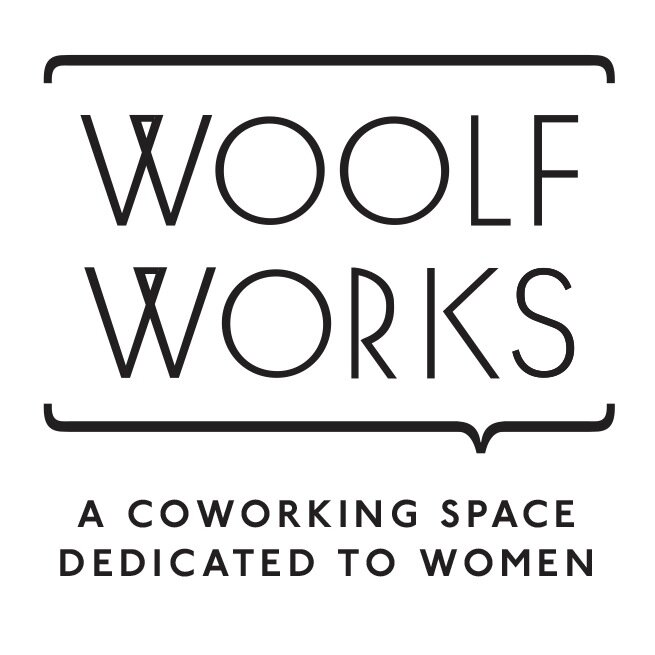 WOOLF
WORKS
A COWORKING SPACE
DEDICATED TO WOMEN